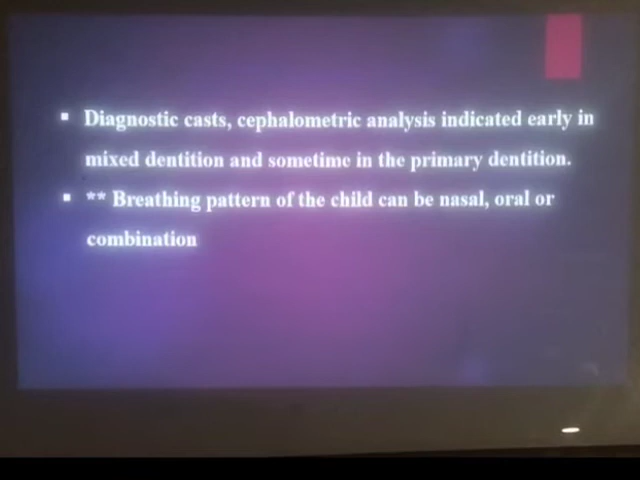 ▪ Diagnostic casts, cephalometric analysis indicated early in
mixed dentition and sometime in the primary dentition.
▪ ** Breathing pattern of the child can be nasal, oral or
combination